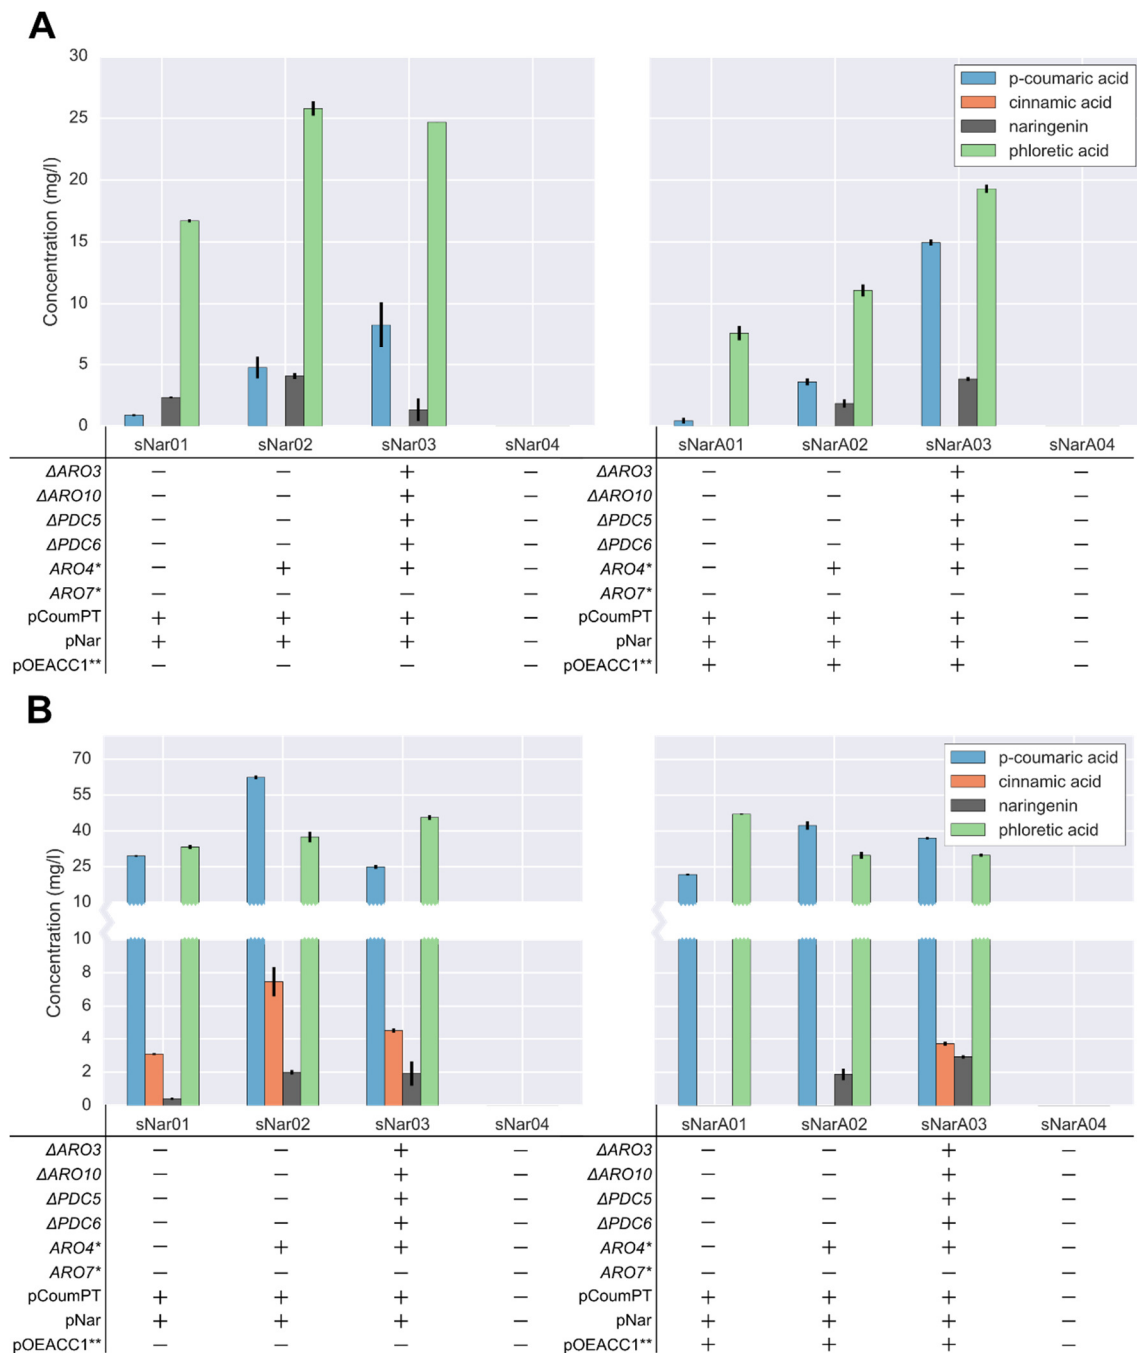 A
30
25
20
15
10
5
0
Concentration (mg/l)
p-coumaric acid
cinnamic acid
naringenin
phloretic acid
sNar01 sNar02 sNar03 sNar04 sNarA01 sNarA02 sNarA03 sNarA04
ΔARO3 − − + − ΔARO3 − − + −
ΔARO10 − − + − ΔARO10 − − + −
ΔPDC5 − − + − ΔPDC5 − − + −
ΔPDC6 − − + − ΔPDC6 − − + −
ARO4* − + + − ARO4* − + + −
ARO7* − − − − ARO7* − − − −
pCoumPT + + + − pCoumPT + + + −
pNar + + + − pNar + + + −
pOEACC1** − − − − pOEACC1** + + + −
B
70
55
40
25
10
10
8
6
4
2
0
Concentration (mg/l)
p-coumaric acid
cinnamic acid
naringenin
phloretic acid
sNar01 sNar02 sNar03 sNar04 sNarA01 sNarA02 sNarA03 sNarA04
ΔARO3 − − + − ΔARO3 − − + −
ΔARO10 − − + − ΔARO10 − − + −
ΔPDC5 − − + − ΔPDC5 − − + −
ΔPDC6 − − + − ΔPDC6 − − + −
ARO4* − + + − ARO4* − + + −
ARO7* − − − − ARO7* − − − −
pCoumPT + + + − pCoumPT + + + −
pNar + + + − pNar + + + −
pOEACC1** − − − − pOEACC1** + + + −